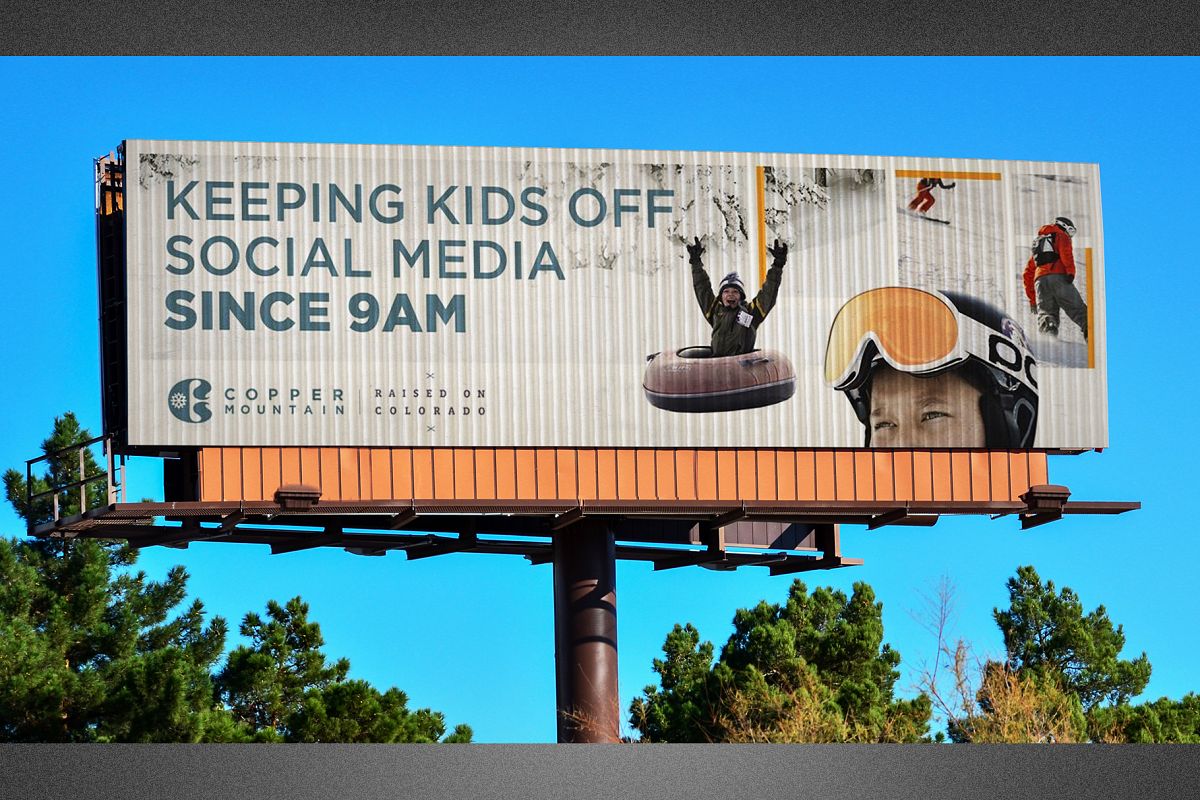 KEEPING KIDS OFF
SOCIAL MEDIA
SINCE 9AM
COPPER
MOUNTAIN
RAISED ON
COLORADO